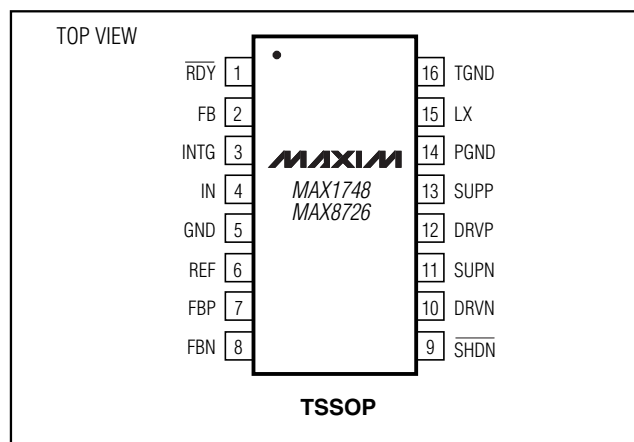 TOP VIEW
RDY 1
FB 2
INTG 3
IN 4
GND 5
REF 6
FBP 7
FBN 8
MAXIM
MAX1748
MAX8726
16 TGND
15 LX
14 PGND
13 SUPP
12 DRVP
11 SUPN
10 DRVN
9 SHDN
TSSOP